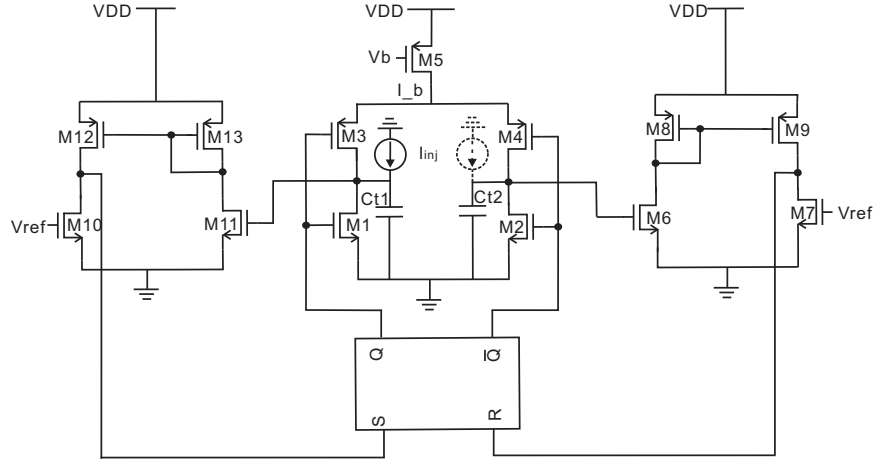 VDD
VDD
VDD
Vb
M5
I_b
M12
M13
M3
Iinj
M4
M8
M9
Ct1
Ct2
Vref
M10
M11
M1
M2
M6
M7
Vref
Q
Q̅
S
R